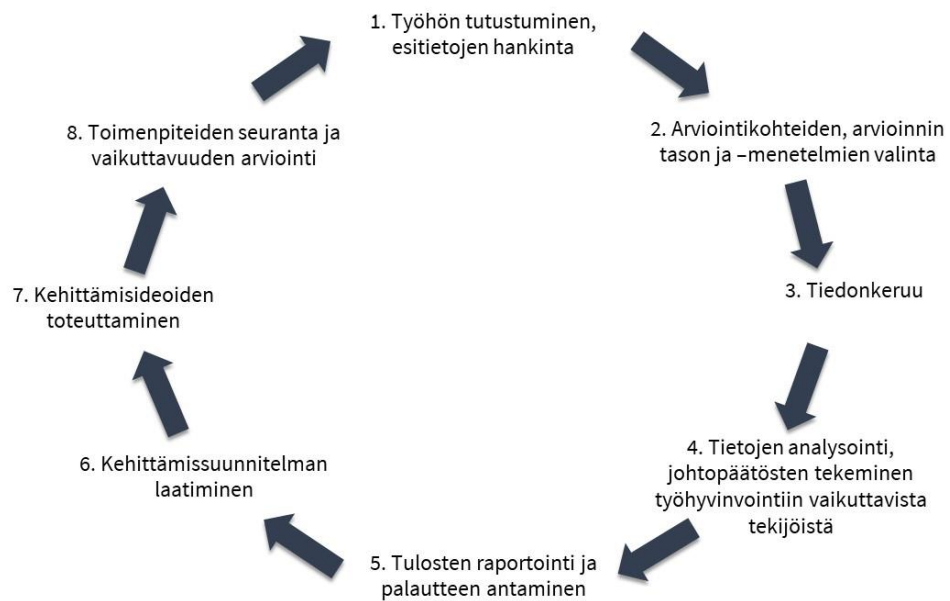 1. Työhön tutustuminen,
esitietojen hankinta
2. Arviointikohteiden, arvioinnin
tason ja –menetelmien valinta
3. Tiedonkeruu
4. Tietojen analysointi,
johtopäätösten tekeminen
työhyvinvointiin vaikuttavista
tekijöistä
5. Tulosten raportointi ja
palautteen antaminen
6. Kehittämissuunnitelman
laatiminen
7. Kehittämisideoiden
toteuttaminen
8. Toimenpiteiden seuranta ja
vaikuttavuuden arviointi